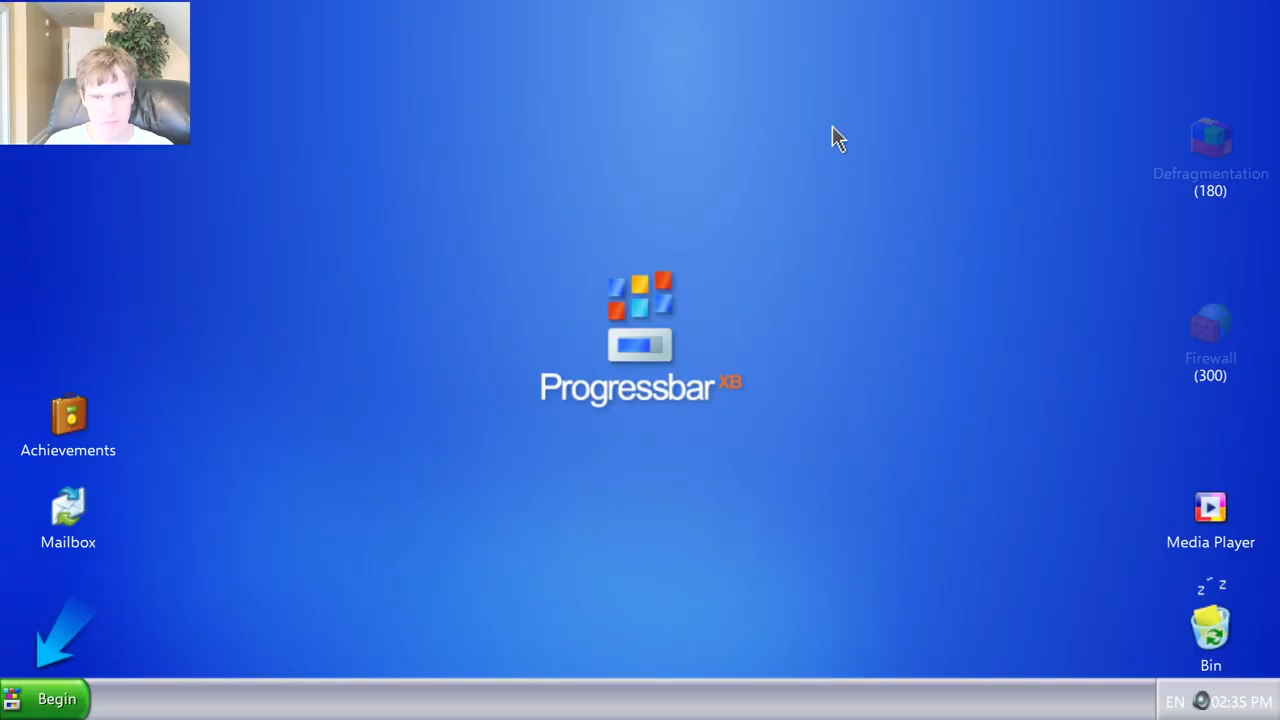 Defragmentation
(180)
Progressbar XB
Firewall
(300)
Achievements
Mailbox
Media Player
z z
Bin
Begin
EN 02:35 PM